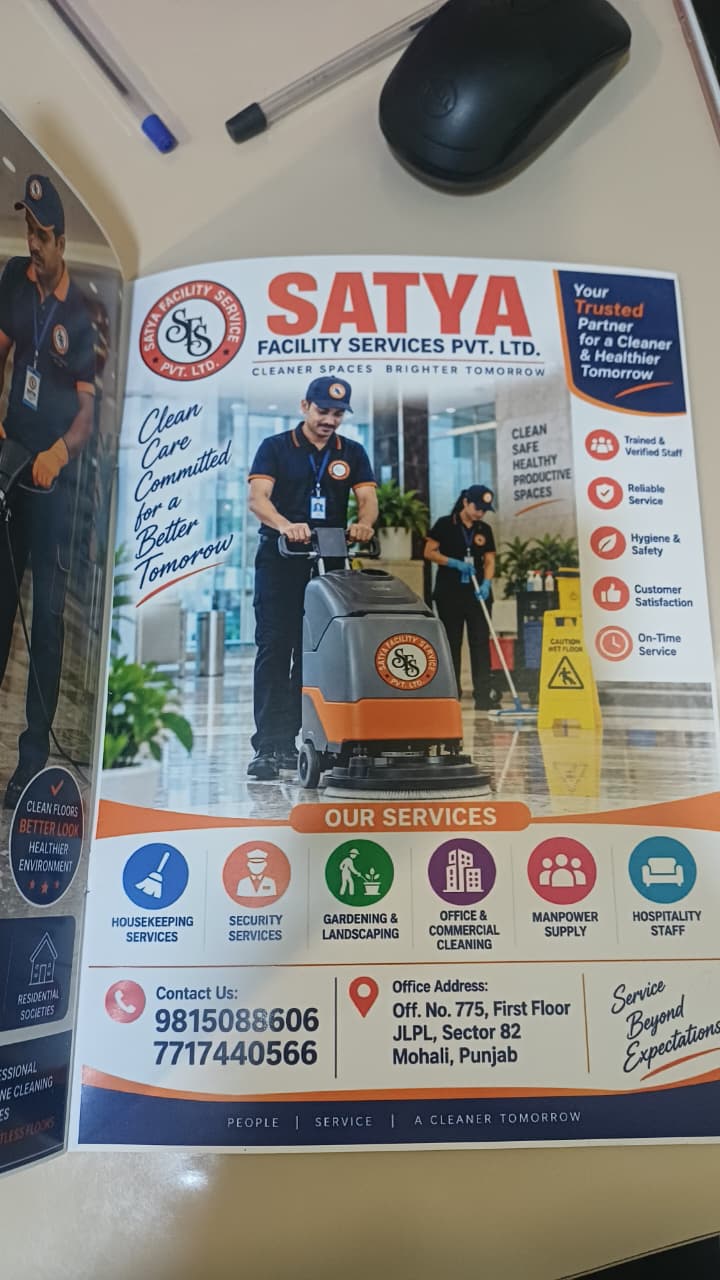 SATYA FACILITY SERVICE
SFS
PVT. LTD.
SATYA
FACILITY SERVICES PVT. LTD.
CLEANER SPACES BRIGHTER TOMORROW
Your
Trusted
Partner
for a Cleaner
& Healthier
Tomorrow
Clean
Care
Committed
for a
Better
Tomorow
CLEAN
SAFE
HEALTHY
PRODUCTIVE
SPACES
Trained &
Verified Staff
Reliable
Service
Hygiene &
Safety
Customer
Satisfaction
On-Time
Service
SATYA FACILITY SERVICE
SFS
PVT. LTD.
CAUTION
WET FLOOR
CLEAN FLOORS
BETTER LOOK
HEALTHIER
ENVIRONMENT
RESIDENTIAL
SOCIETIES
OUR SERVICES
HOUSEKEEPING
SERVICES
SECURITY
SERVICES
GARDENING &
LANDSCAPING
OFFICE &
COMMERCIAL
CLEANING
MANPOWER
SUPPLY
HOSPITALITY
STAFF
Contact Us:
9815088606
7717440566
Office Address:
Off. No. 775, First Floor
JLPL, Sector 82
Mohali, Punjab
Service
Beyond
Expectations
PEOPLE | SERVICE | A CLEANER TOMORROW